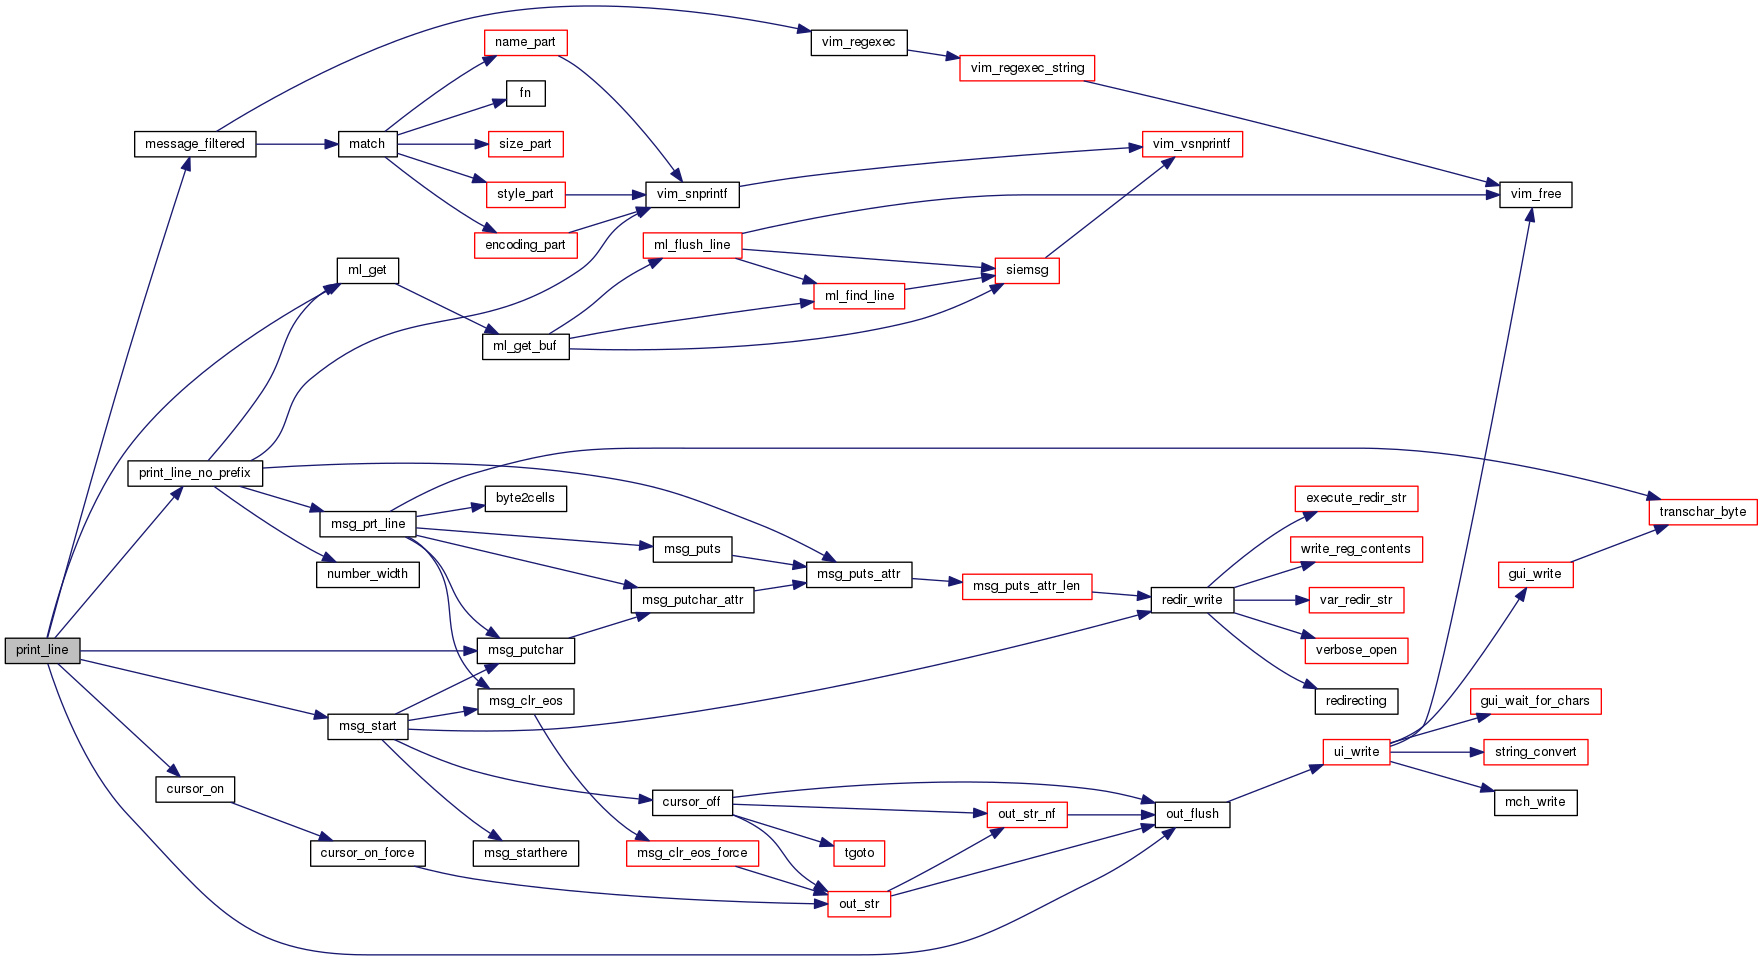 print_line
message_filtered
print_line_no_prefix
cursor_on
match
ml_get
msg_prt_line
number_width
msg_start
cursor_on_force
name_part
fn
size_part
style_part
encoding_part
ml_get_buf
byte2cells
msg_putchar
msg_clr_eos
msg_starthere
vim_snprintf
ml_flush_line
msg_puts
msg_putchar_attr
cursor_off
msg_clr_eos_force
vim_regexec
ml_find_line
msg_puts_attr
tgoto
out_str
vim_regexec_string
siemsg
msg_puts_attr_len
out_str_nf
vim_vsnprintf
redir_write
out_flush
execute_redir_str
write_reg_contents
var_redir_str
verbose_open
redirecting
ui_write
vim_free
gui_write
gui_wait_for_chars
string_convert
mch_write
transchar_byte